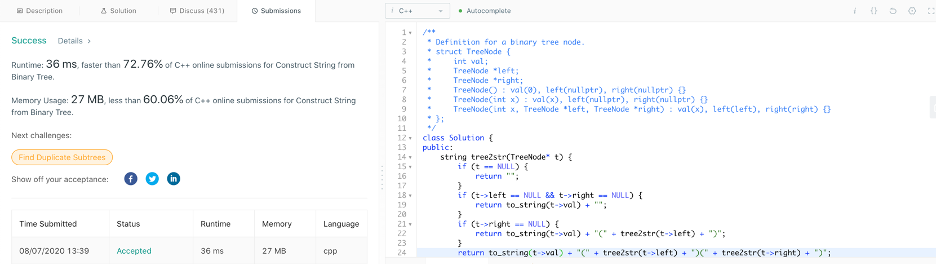 Description Solution Discuss (431) Submissions
Success Details >
Runtime: 36 ms, faster than 72.76% of C++ online submissions for Construct String from
Binary Tree.
Memory Usage: 27 MB, less than 60.06% of C++ online submissions for Construct String
from Binary Tree.
Next challenges:
Find Duplicate Subtrees
Show off your acceptance:
Time Submitted Status Runtime Memory Language
08/07/2020 13:39 Accepted 36 ms 27 MB cpp
i C++ Autocomplete
1 /**
2 * Definition for a binary tree node.
3 * struct TreeNode {
4 *     int val;
5 *     TreeNode *left;
6 *     TreeNode *right;
7 *     TreeNode() : val(0), left(nullptr), right(nullptr) {}
8 *     TreeNode(int x) : val(x), left(nullptr), right(nullptr) {}
9 *     TreeNode(int x, TreeNode *left, TreeNode *right) : val(x), left(left), right(right) {}
10 * };
11 */
12 class Solution {
13 public:
14     string tree2str(TreeNode* t) {
15         if (t == NULL) {
16             return "";
17         }
18         if (t->left == NULL && t->right == NULL) {
19             return to_string(t->val) + "";
20         }
21         if (t->right == NULL) {
22             return to_string(t->val) + "(" + tree2str(t->left) + ")";
23         }
24         return to_string(t->val) + "(" + tree2str(t->left) + ")(" + tree2str(t->right) + ")";